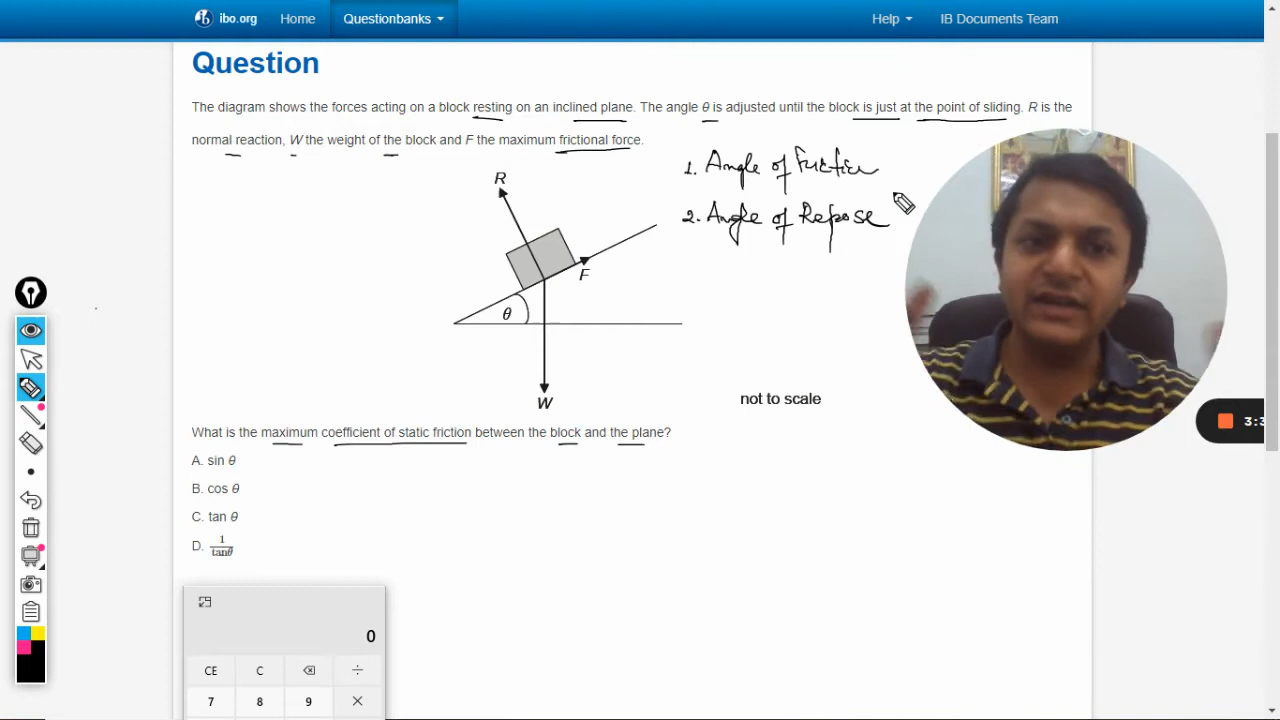 ibo.org Home Questionbanks Help IB Documents Team
Question
The diagram shows the forces acting on a block resting on an inclined plane. The angle θ is adjusted until the block is just at the point of sliding. R is the
normal reaction, W the weight of the block and F the maximum frictional force.
1. Angle of Friction
2. Angle of Repose
R
F
θ
W
not to scale
What is the maximum coefficient of static friction between the block and the plane?
A. sin θ
B. cos θ
C. tan θ
D. 1/tanθ
0
CE C ⌫ ÷
7 8 9 ×